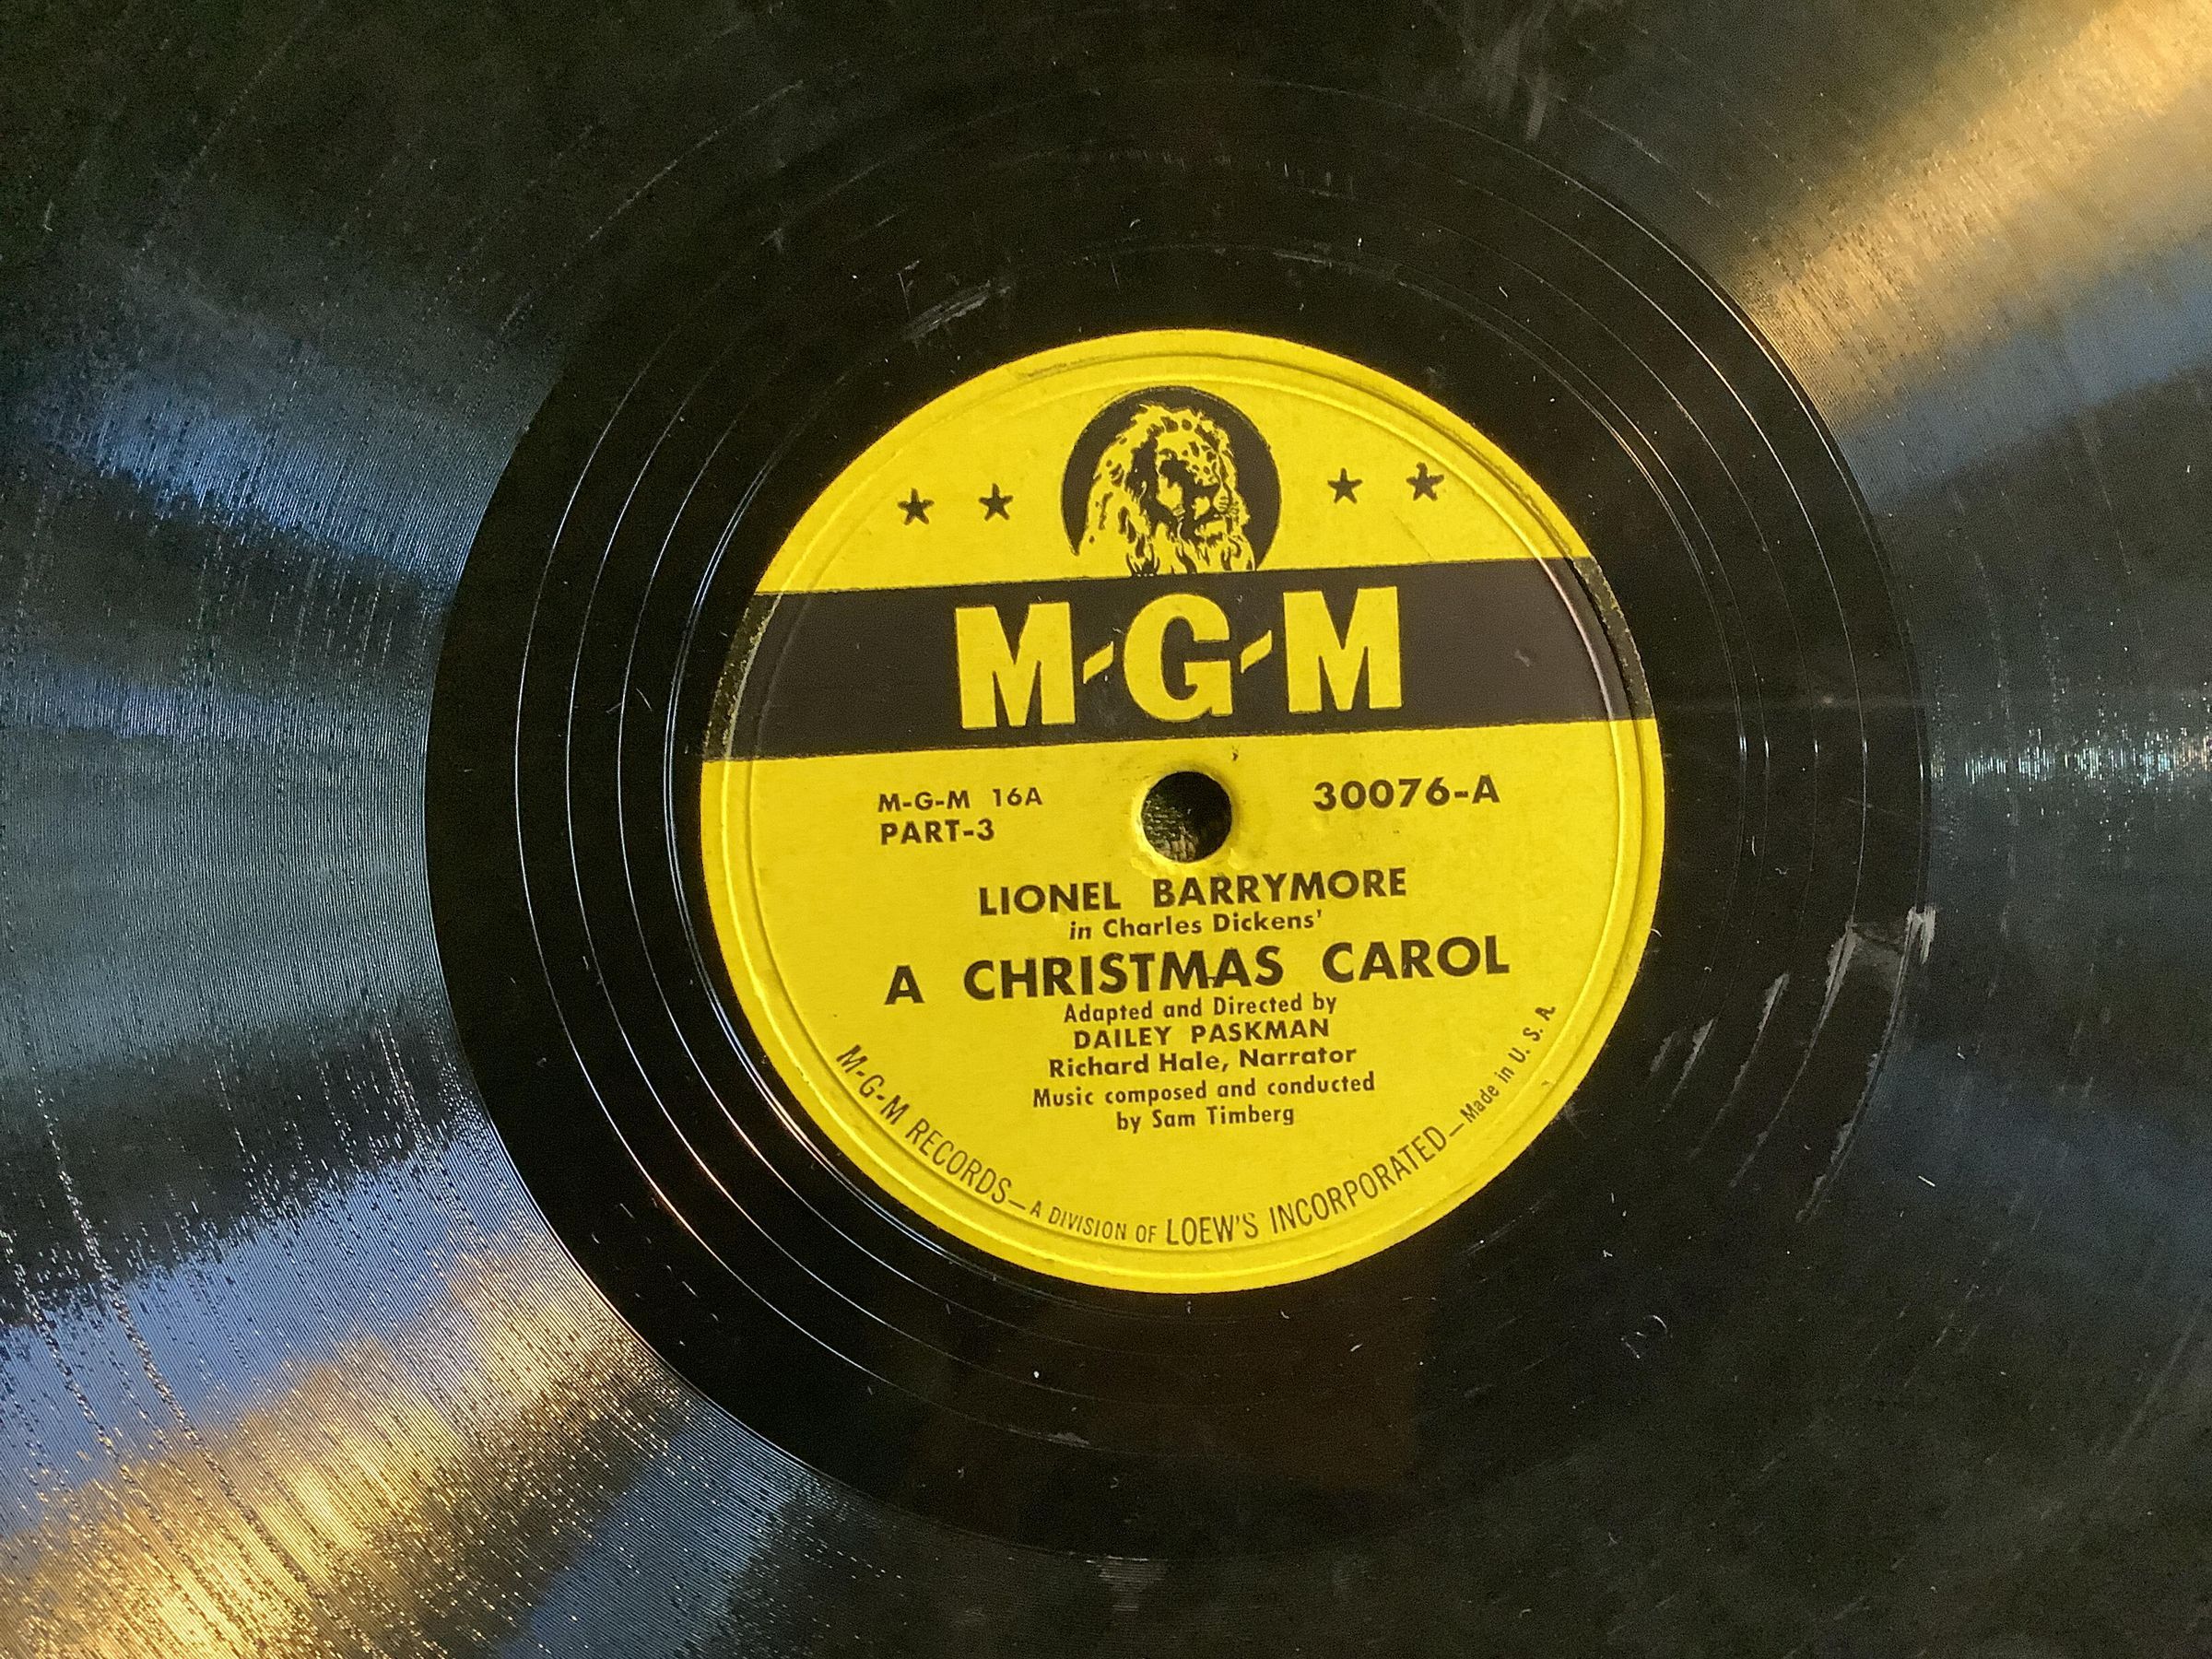 M-G-M
M-G-M 16A
PART-3
30076-A
LIONEL BARRYMORE
in Charles Dickens'
A CHRISTMAS CAROL
Adapted and Directed by
DAILEY PASKMAN
Richard Hale, Narrator
Music composed and conducted
by Sam Timberg
M-G-M RECORDS—A DIVISION OF LOEW'S INCORPORATED—Made in U. S. A.